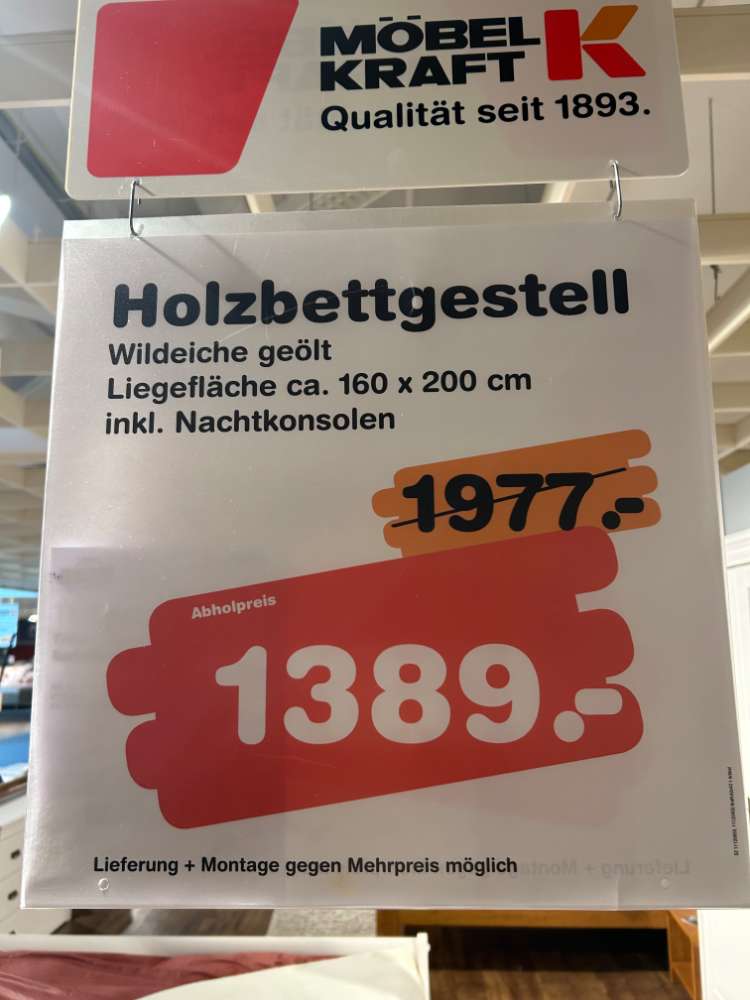 MÖBEL
KRAFT
Qualität seit 1893.
Holzbettgestell
Wildeiche geölt
Liegefläche ca. 160 x 200 cm
inkl. Nachtkonsolen
1977.-
Abholpreis
1389.-
Lieferung + Montage gegen Mehrpreis möglich